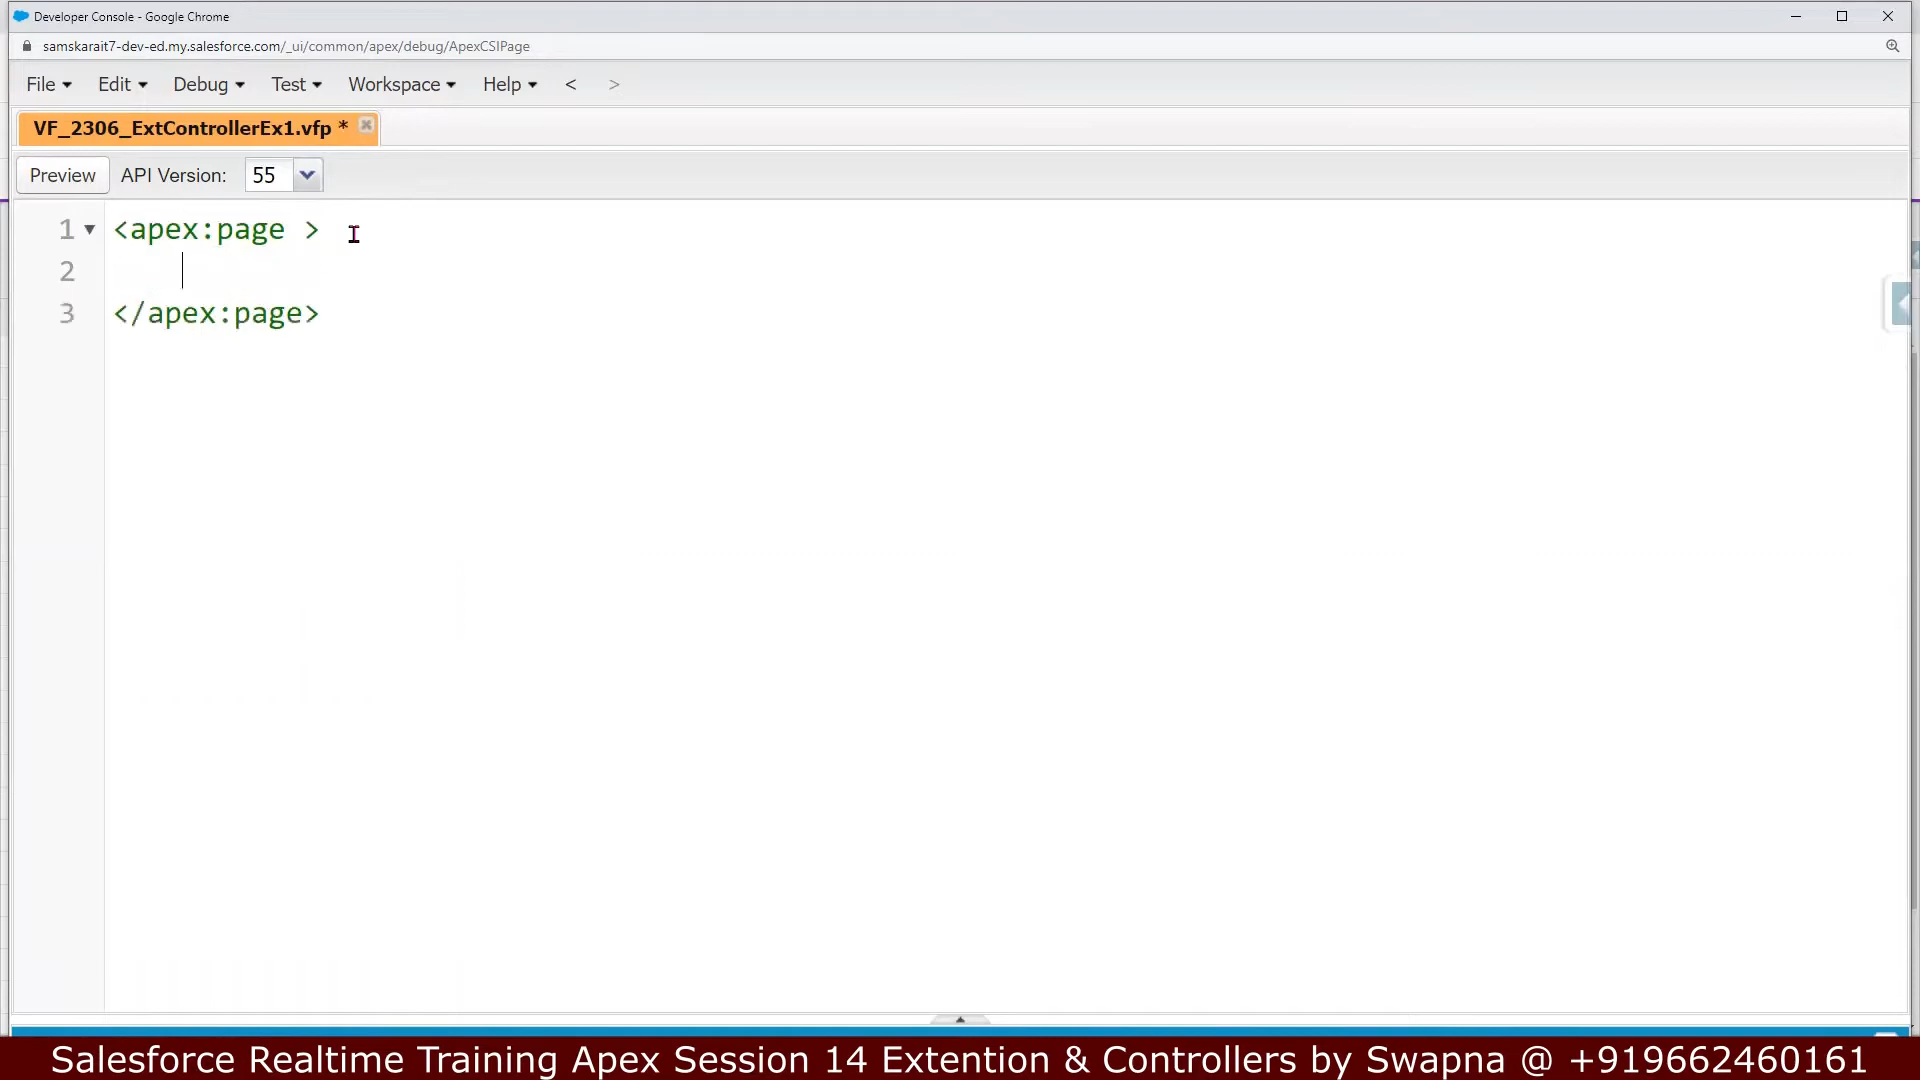 Developer Console - Google Chrome
samskarait7-dev-ed.my.salesforce.com/_ui/common/apex/debug/ApexCSIPage
File Edit Debug Test Workspace Help < >
VF_2306_ExtControllerEx1.vfp *
Preview API Version: 55
1 <apex:page >
2
3 </apex:page>
Salesforce Realtime Training Apex Session 14 Extention & Controllers by Swapna @ +919662460161